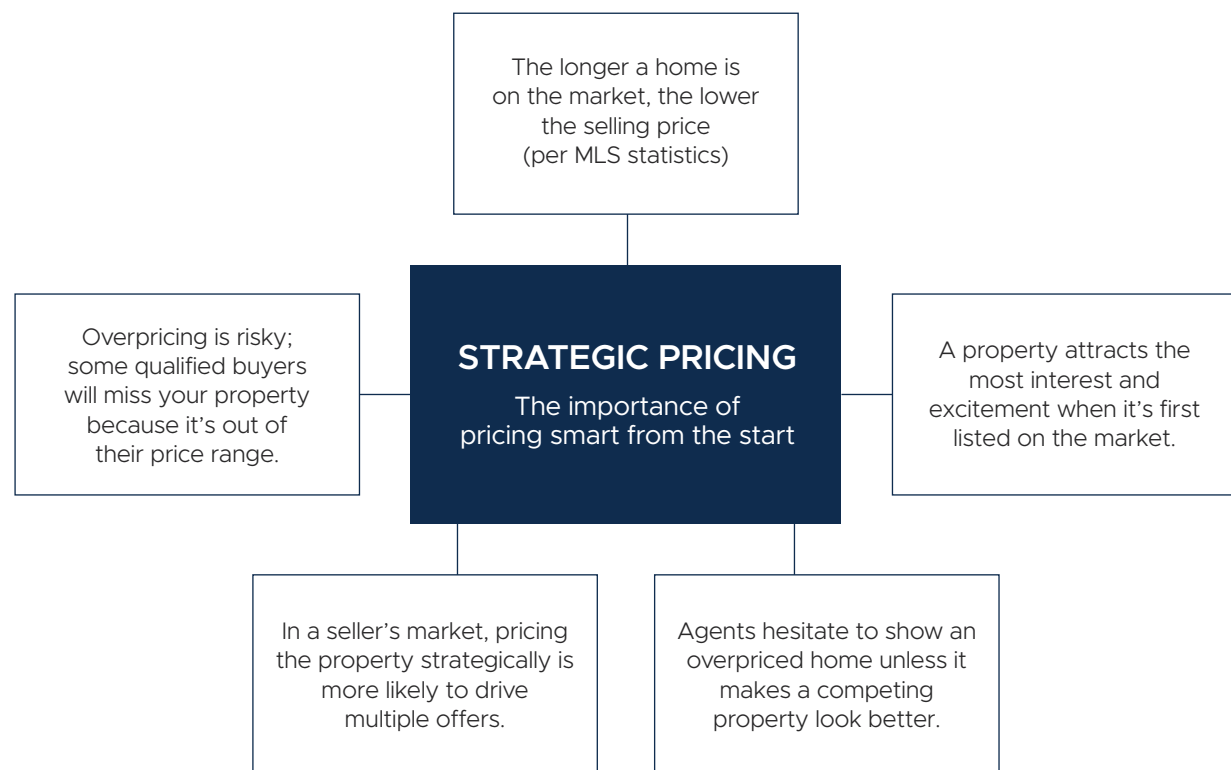 The longer a home is
on the market, the lower
the selling price
(per MLS statistics)
Overpricing is risky;
some qualified buyers
will miss your property
because it’s out of
their price range.
STRATEGIC PRICING
The importance of
pricing smart from the start
A property attracts the
most interest and
excitement when it’s first
listed on the market.
In a seller’s market, pricing
the property strategically is
more likely to drive
multiple offers.
Agents hesitate to show an
overpriced home unless it
makes a competing
property look better.